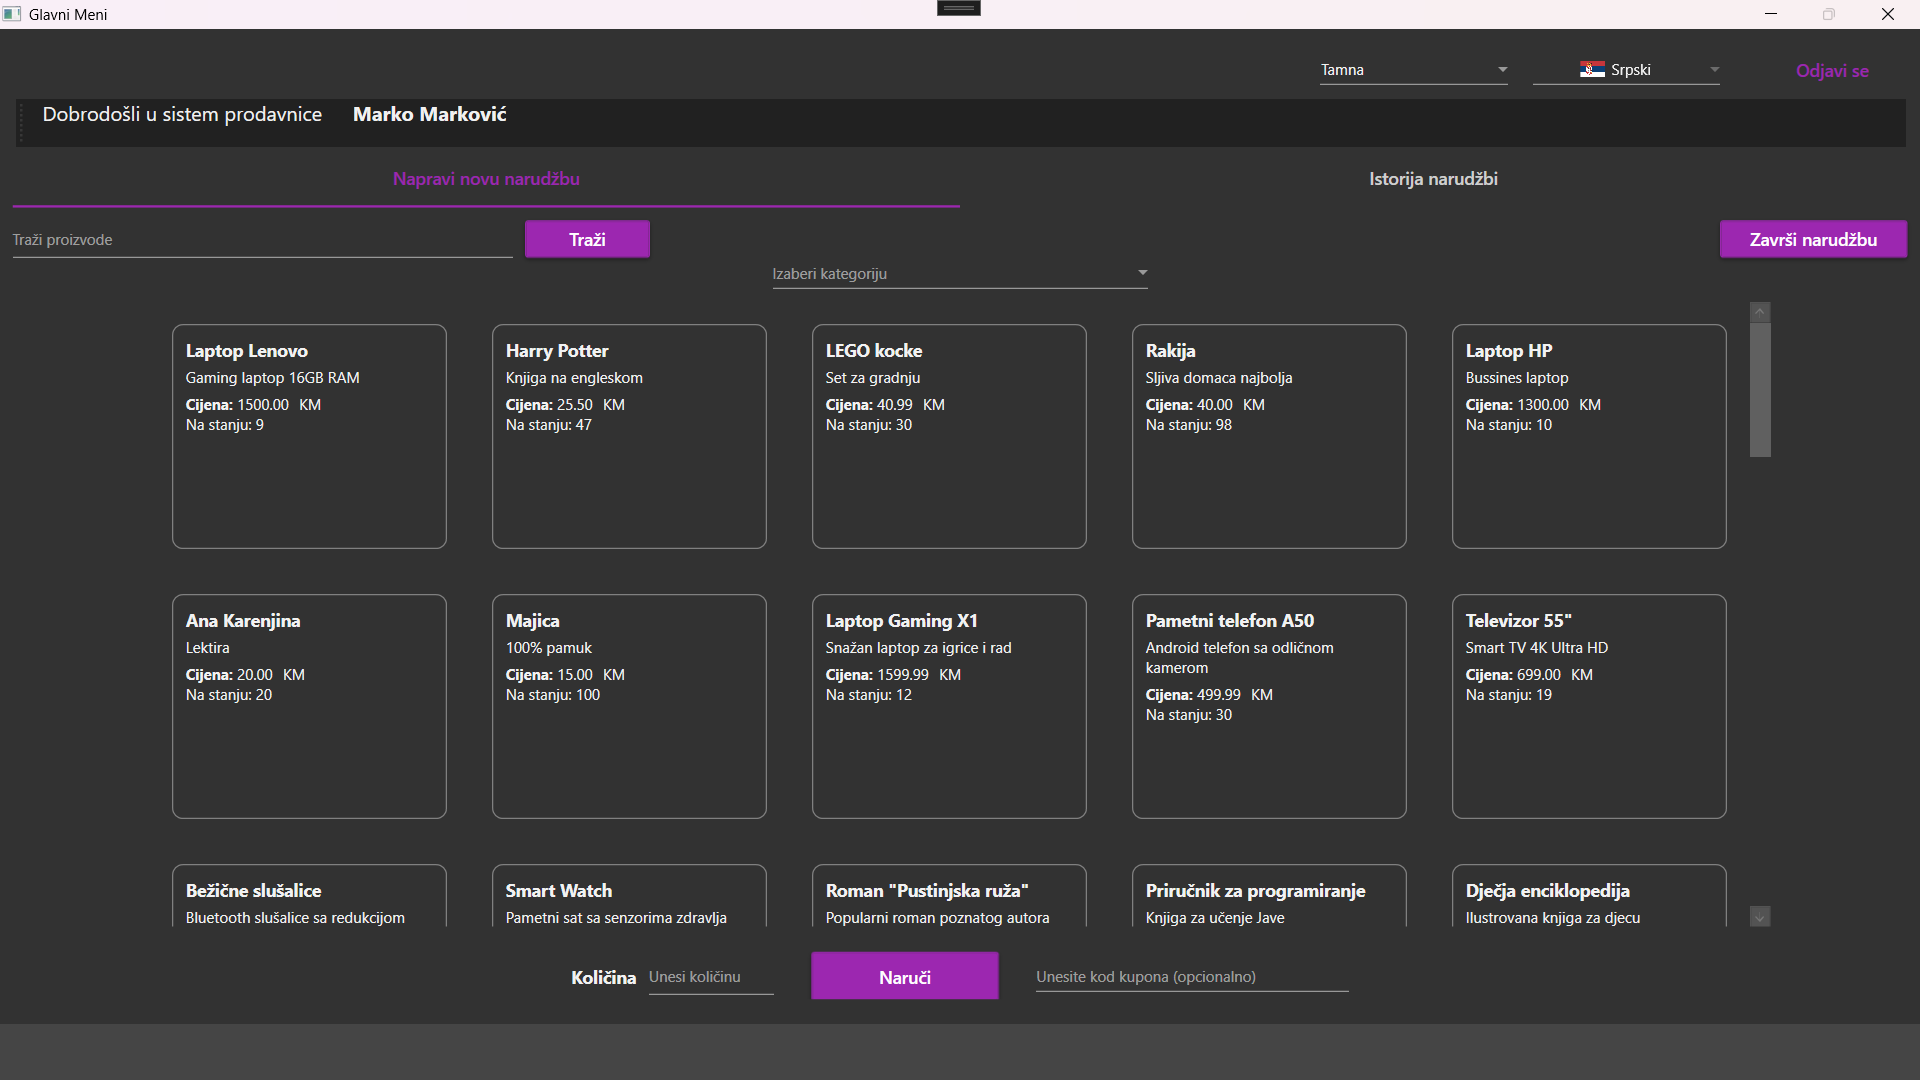 Glavni Meni
Tamna
Srpski
Odjavi se
Dobrodošli u sistem prodavnice Marko Marković
Napravi novu narudžbu
Istorija narudžbi
Traži proizvode
Traži
Završi narudžbu
Izaberi kategoriju
Laptop Lenovo
Gaming laptop 16GB RAM
Cijena: 1500.00 KM
Na stanju: 9
Harry Potter
Knjiga na engleskom
Cijena: 25.50 KM
Na stanju: 47
LEGO kocke
Set za gradnju
Cijena: 40.99 KM
Na stanju: 30
Rakija
Sljiva domaca najbolja
Cijena: 40.00 KM
Na stanju: 98
Laptop HP
Bussines laptop
Cijena: 1300.00 KM
Na stanju: 10
Ana Karenjina
Lektira
Cijena: 20.00 KM
Na stanju: 20
Majica
100% pamuk
Cijena: 15.00 KM
Na stanju: 100
Laptop Gaming X1
Snažan laptop za igrice i rad
Cijena: 1599.99 KM
Na stanju: 12
Pametni telefon A50
Android telefon sa odličnom
kamerom
Cijena: 499.99 KM
Na stanju: 30
Televizor 55"
Smart TV 4K Ultra HD
Cijena: 699.00 KM
Na stanju: 19
Bežične slušalice
Bluetooth slušalice sa redukcijom
Smart Watch
Pametni sat sa senzorima zdravlja
Roman "Pustinjska ruža"
Popularni roman poznatog autora
Priručnik za programiranje
Knjiga za učenje Jave
Dječja enciklopedija
Ilustrovana knjiga za djecu
Količina
Unesi količinu
Naruči
Unesite kod kupona (opcionalno)